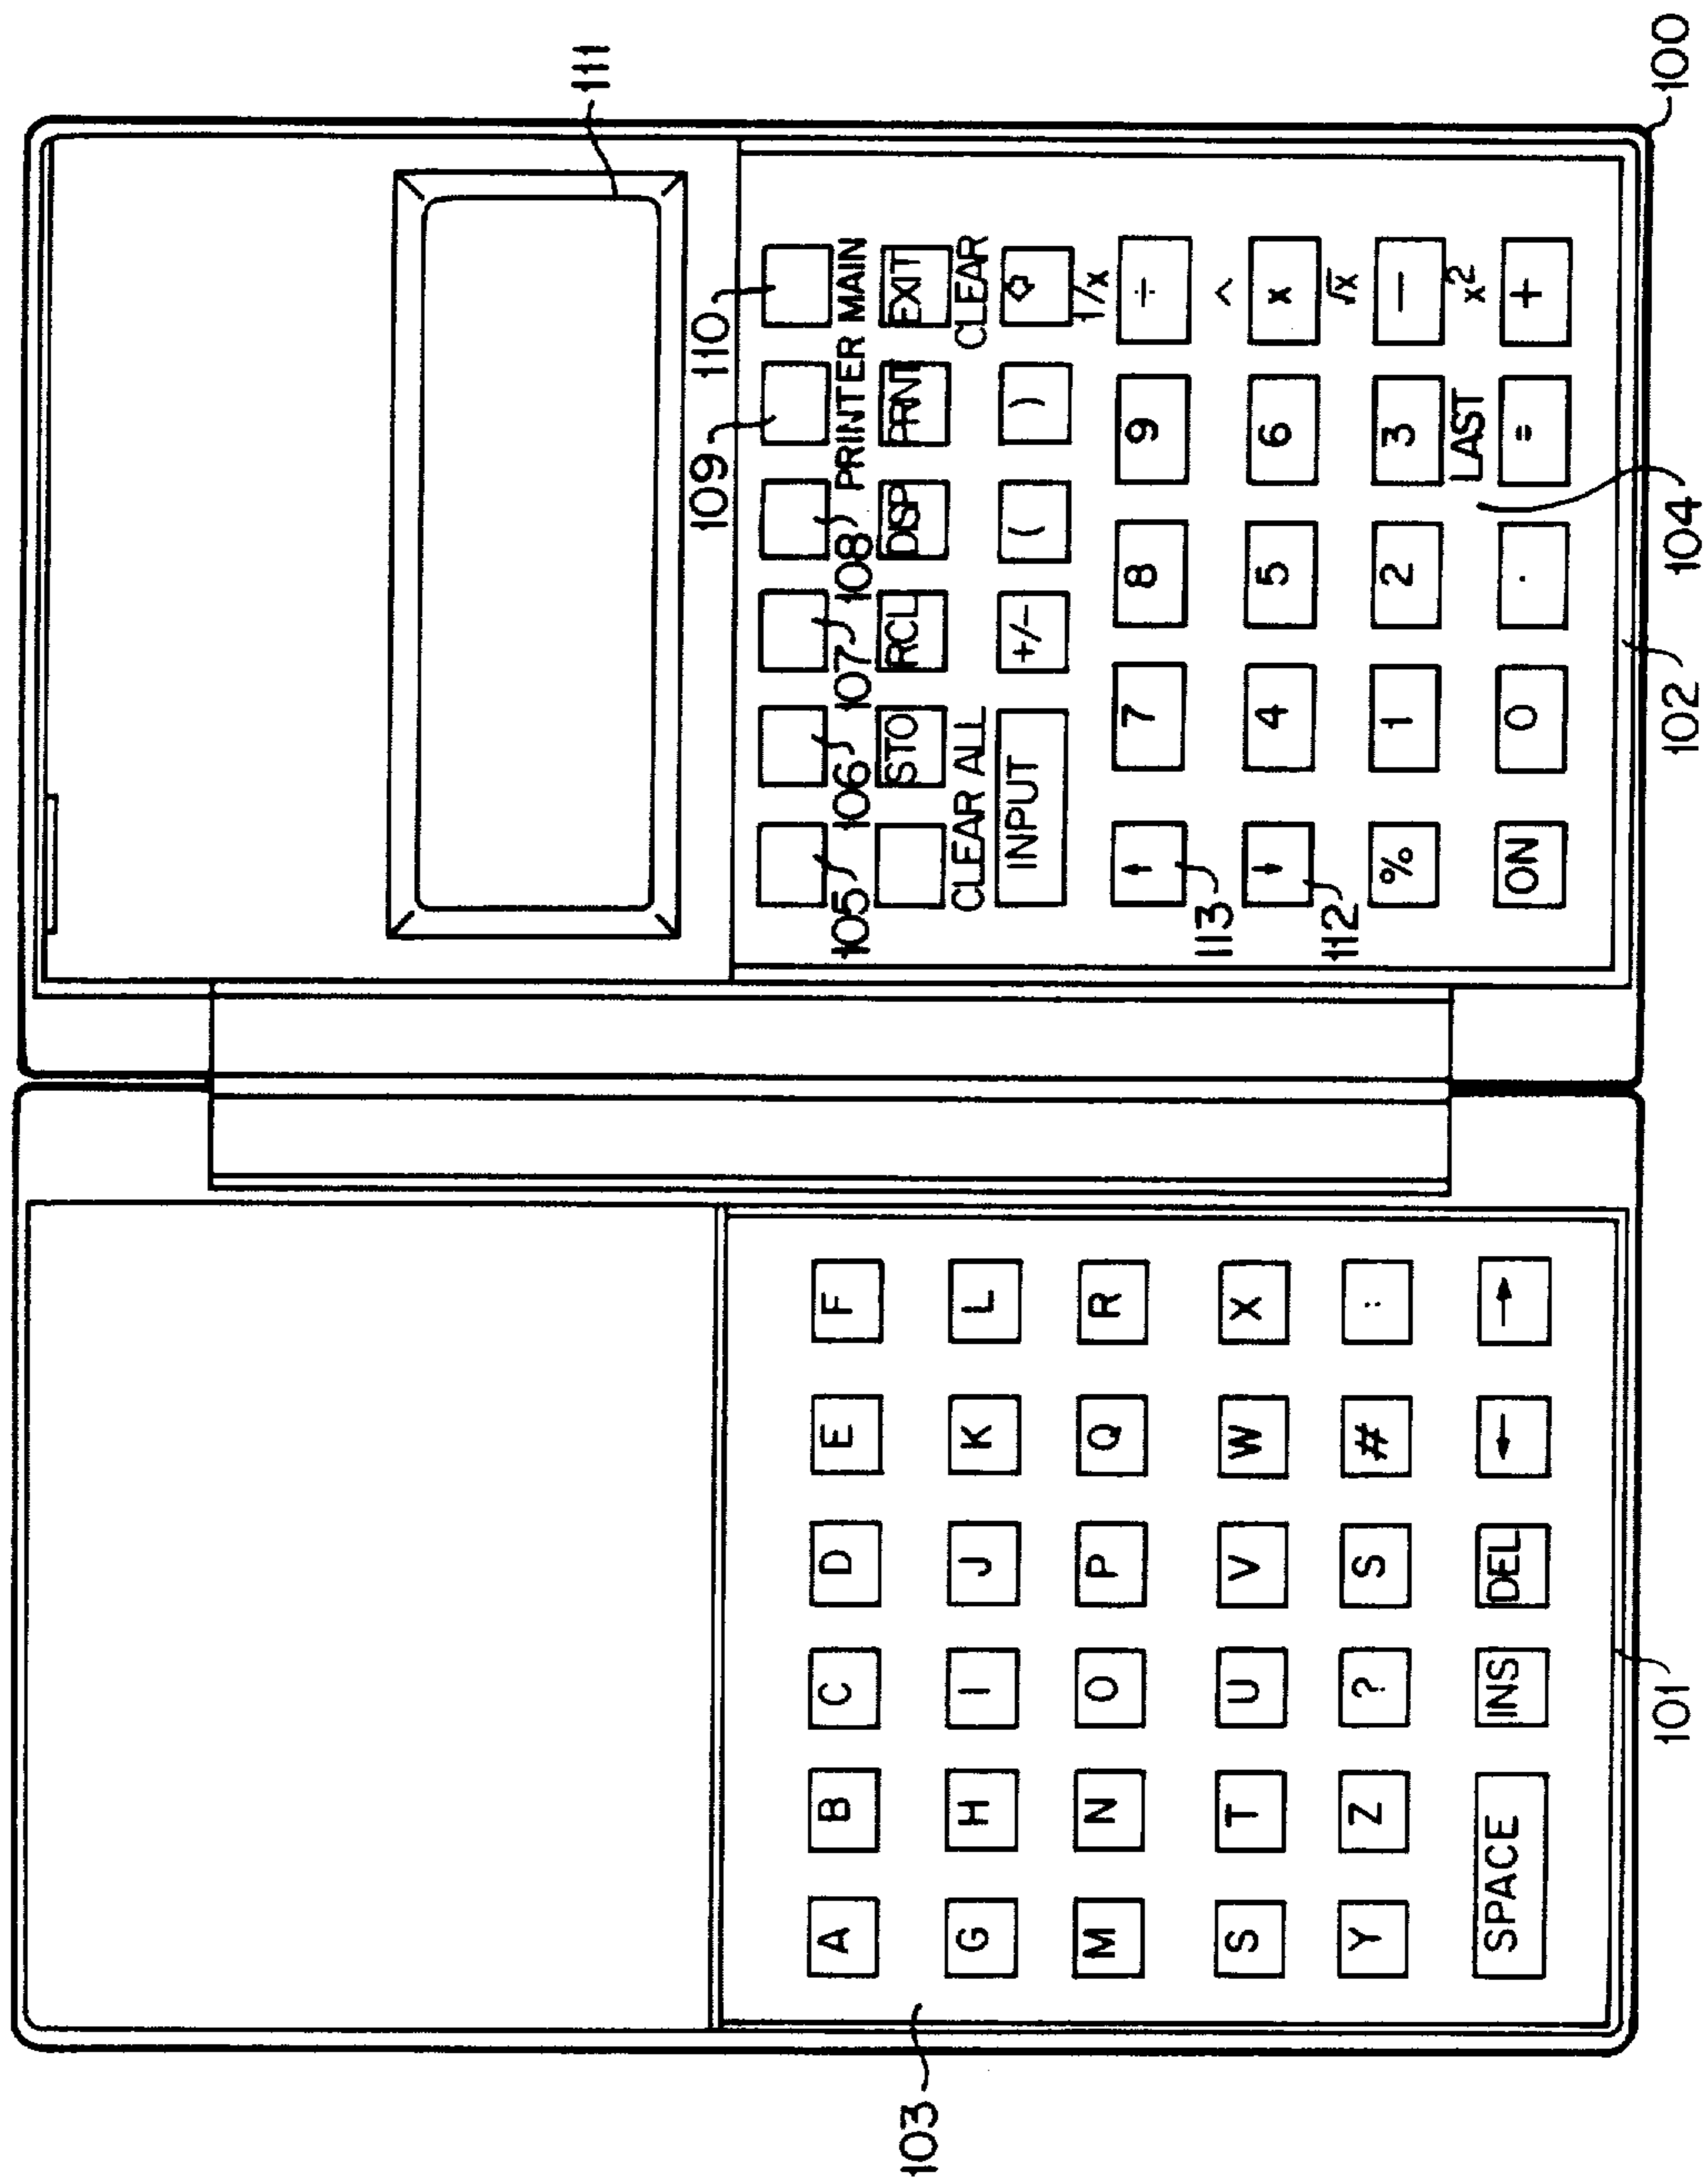 111
100
110
109
108
107
106
105
PRINTER MAIN
STO RCL DISP PRNT EXIT
CLEAR ALL CLEAR
INPUT +/- ( )
1/x
↑ 7 8 9 ÷
113
^
↓ 4 5 6 x
112
√x
% 1 2 3 −
LAST x²
ON 0 . = +
102
104
103
A B C D E F
G H I J K L
M N O P Q R
S T U V W X
Y Z ? S # :
SPACE INS DEL ← →
101